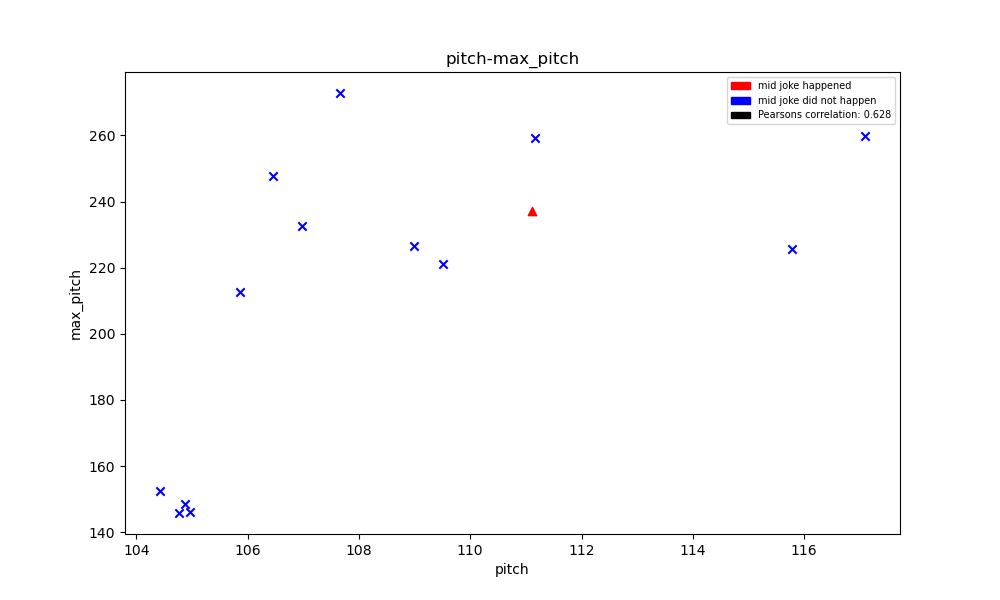 pitch-max_pitch
mid joke happened
mid joke did not happen
Pearsons correlation: 0.628
max_pitch
260
240
220
200
180
160
140
104 106 108 110 112 114 116
pitch